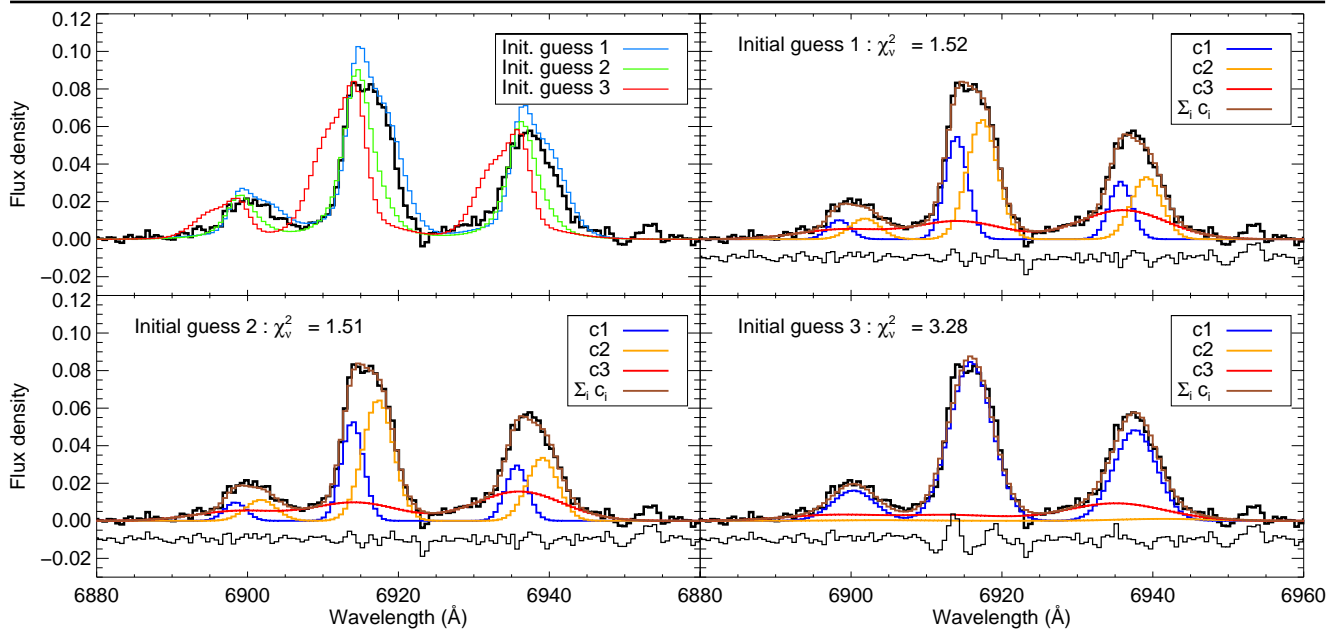 0.12
0.10
0.08
0.06
0.04
0.02
0.00
−0.02
Flux density
Init. guess 1
Init. guess 2
Init. guess 3
Initial guess 1 : χ²ᵥ = 1.52
c1
c2
c3
Σᵢ cᵢ
0.12
0.10
0.08
0.06
0.04
0.02
0.00
−0.02
Flux density
Initial guess 2 : χ²ᵥ = 1.51
c1
c2
c3
Σᵢ cᵢ
Initial guess 3 : χ²ᵥ = 3.28
c1
c2
c3
Σᵢ cᵢ
6880 6900 6920 6940 6880 6900 6920 6940 6960
Wavelength (Å) Wavelength (Å)